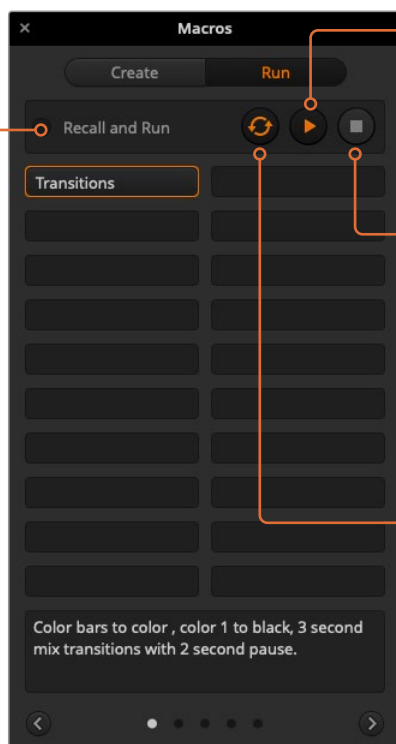 Macros
Create
Run
Recall and Run
Transitions
Color bars to color , color 1 to black, 3 second
mix transitions with 2 second pause.